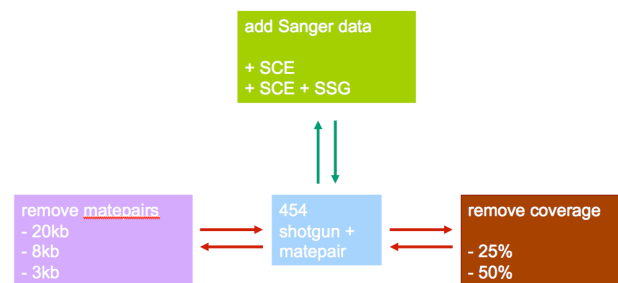 add Sanger data
+ SCE
+ SCE + SSG
remove matepairs
- 20kb
- 8kb
- 3kb
454
shotgun +
matepair
remove coverage
- 25%
- 50%